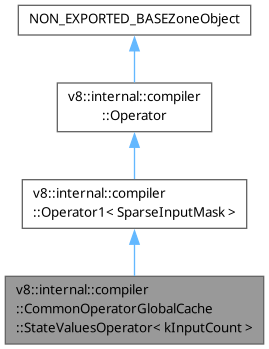 NON_EXPORTED_BASEZoneObject
v8::internal::compiler
::Operator
v8::internal::compiler
::Operator1< SparseInputMask >
v8::internal::compiler
::CommonOperatorGlobalCache
::StateValuesOperator< kInputCount >